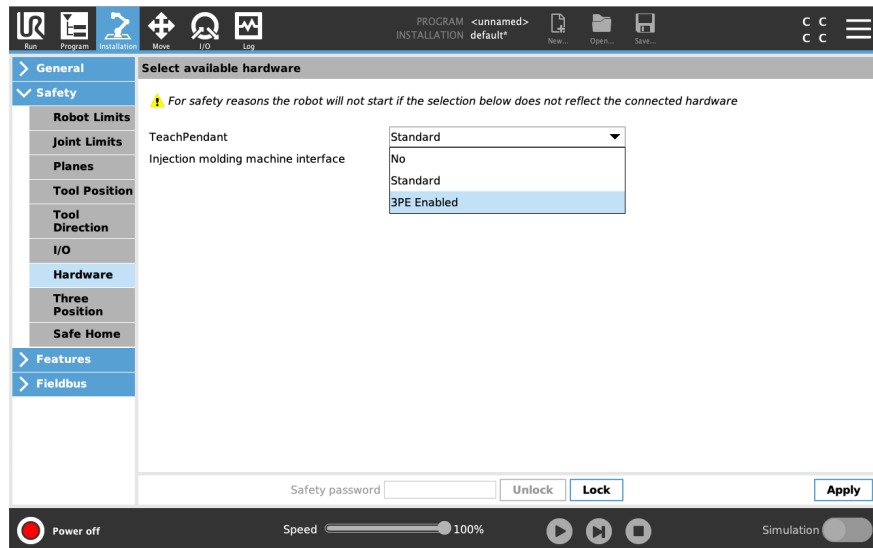 PROGRAM <unnamed>
INSTALLATION default*
UR
Run
Program
Installation
Move
I/O
Log
New...
Open...
Save...
C C
C C
General
Select available hardware
Safety
For safety reasons the robot will not start if the selection below does not reflect the connected hardware
Robot Limits
TeachPendant
Standard
Joint Limits
Injection molding machine interface
No
Planes
Standard
Tool Position
3PE Enabled
Tool
Direction
I/O
Hardware
Three
Position
Safe Home
Features
Fieldbus
Safety password
Unlock
Lock
Apply
Power off
Speed
100%
Simulation